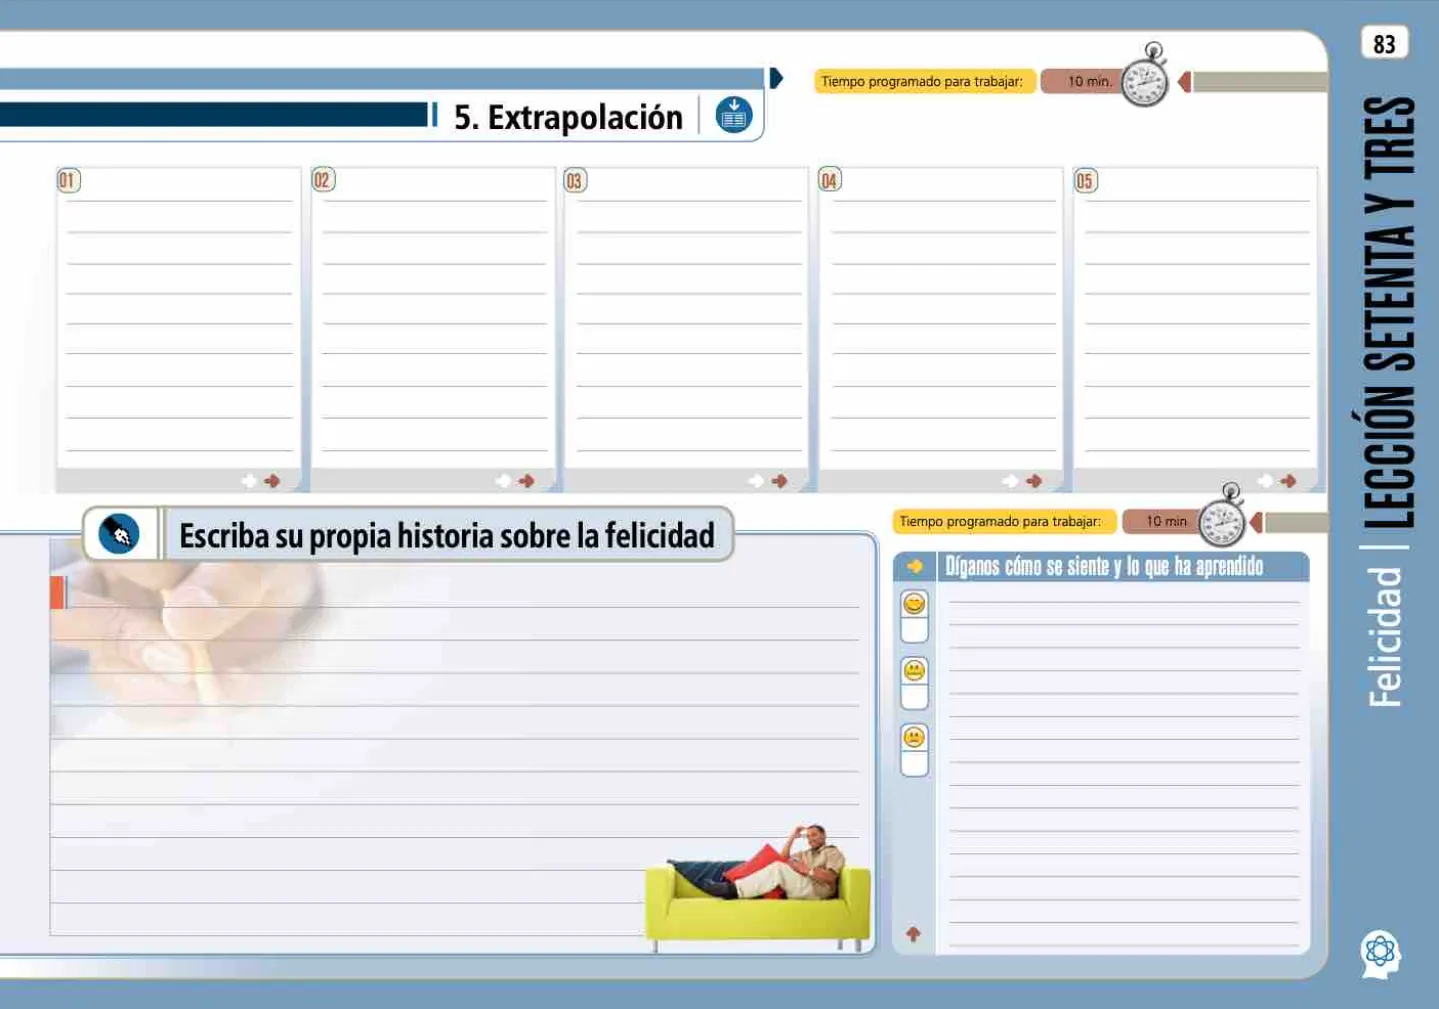 83
Tiempo programado para trabajar:
10 min.
5. Extrapolación
01
02
03
04
05
Escriba su propia historia sobre la felicidad
Tiempo programado para trabajar:
10 min
Díganos cómo se siente y lo que ha aprendido
Felicidad | LECCIÓN SETENTA Y TRES